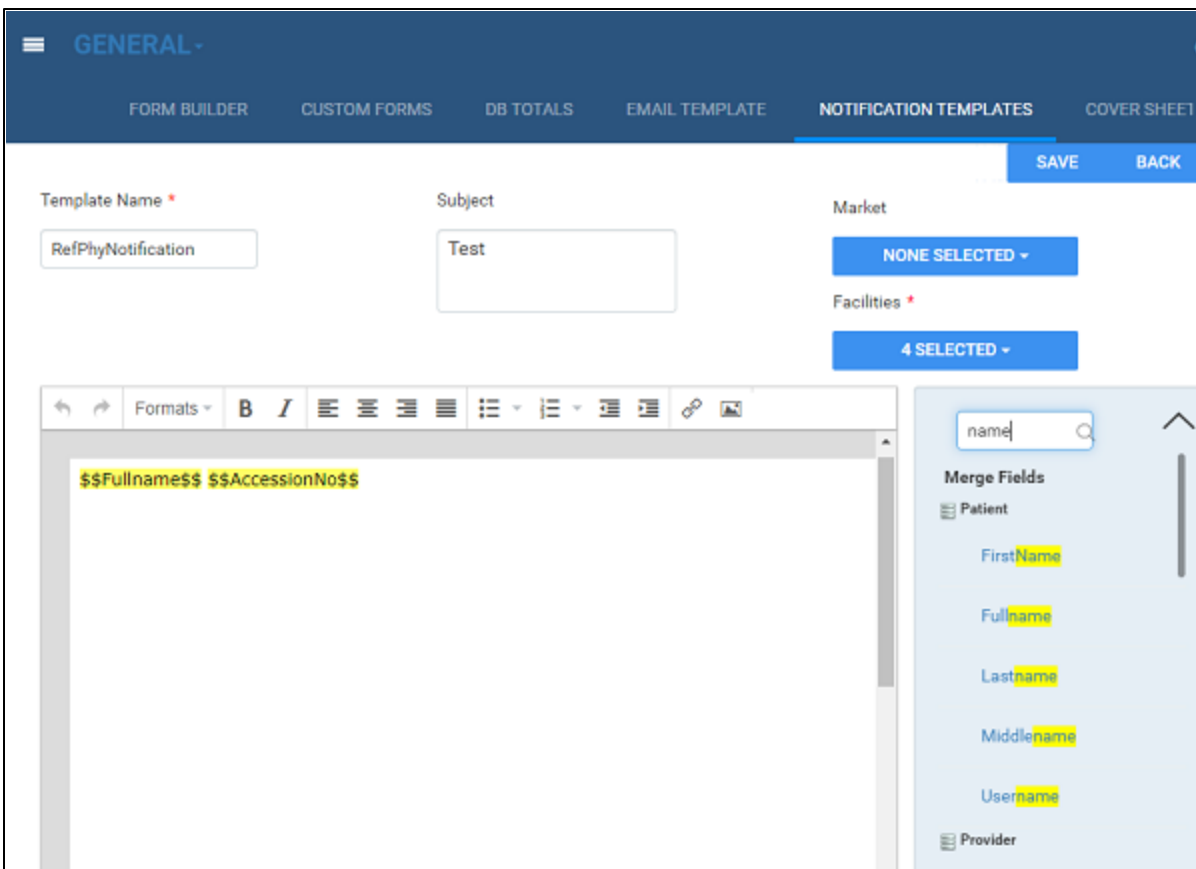 GENERAL
FORM BUILDER CUSTOM FORMS DB TOTALS EMAIL TEMPLATE NOTIFICATION TEMPLATES COVER SHEET
SAVE BACK
Template Name * Subject Market
RefPhyNotification Test
NONE SELECTED
Facilities *
4 SELECTED
Formats B I
name
$$Fullname$$ $$AccessionNo$$
Merge Fields
Patient
FirstName
Fullname
Lastname
Middlename
Username
Provider